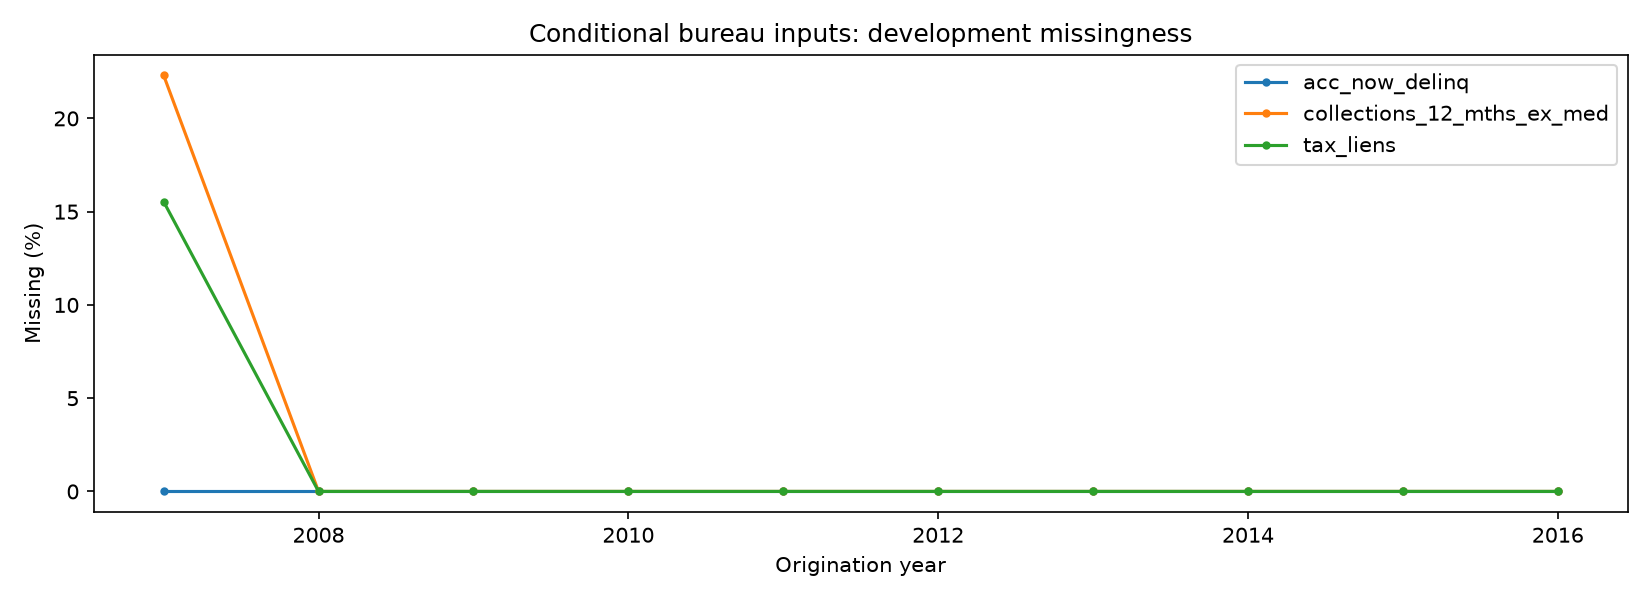 Conditional bureau inputs: development missingness
acc_now_delinq
collections_12_mths_ex_med
tax_liens
Missing (%)
20
15
10
5
0
2008
2010
2012
2014
2016
Origination year